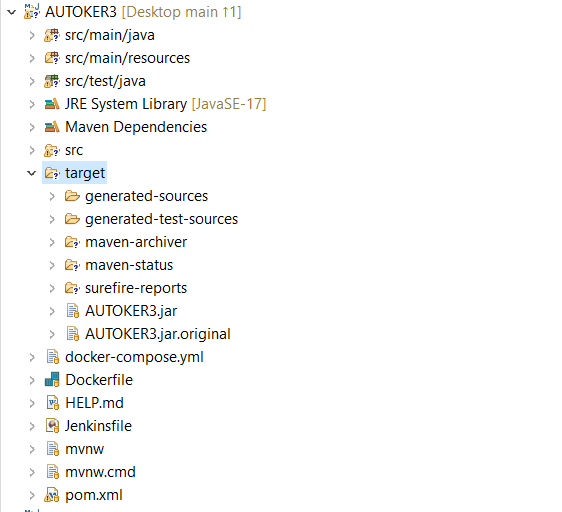 AUTOKER3 [Desktop main ↑1]
src/main/java
src/main/resources
src/test/java
JRE System Library [JavaSE-17]
Maven Dependencies
src
target
generated-sources
generated-test-sources
maven-archiver
maven-status
surefire-reports
AUTOKER3.jar
AUTOKER3.jar.original
docker-compose.yml
Dockerfile
HELP.md
Jenkinsfile
mvnw
mvnw.cmd
pom.xml